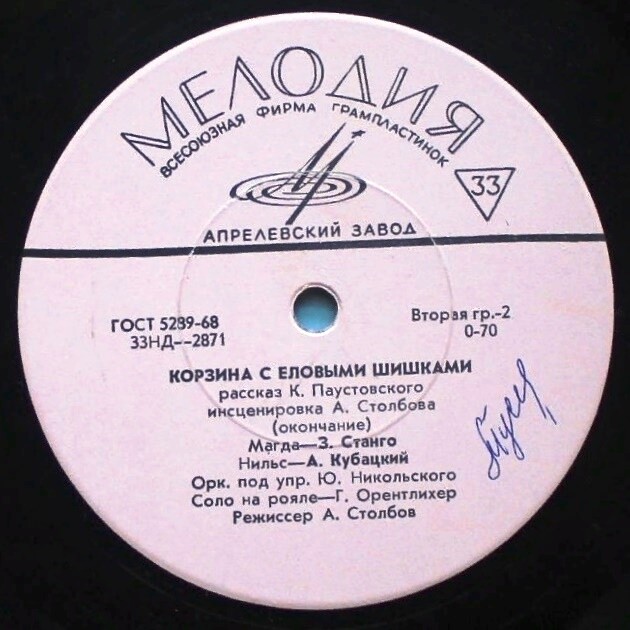 МЕЛОДИЯ
ВСЕСОЮЗНАЯ ФИРМА ГРАМПЛАСТИНОК
33
АПРЕЛЕВСКИЙ ЗАВОД
ГОСТ 5289-68
33НД--2871
Вторая гр.-2
0-70
КОРЗИНА С ЕЛОВЫМИ ШИШКАМИ
рассказ К. Паустовского
инсценировка А. Столбова
(окончание)
Магда—З. Станго
Нильс—А. Кубацкий
Орк. под упр. Ю. Никольского
Соло на рояле—Г. Орентлихер
Режиссер А. Столбов